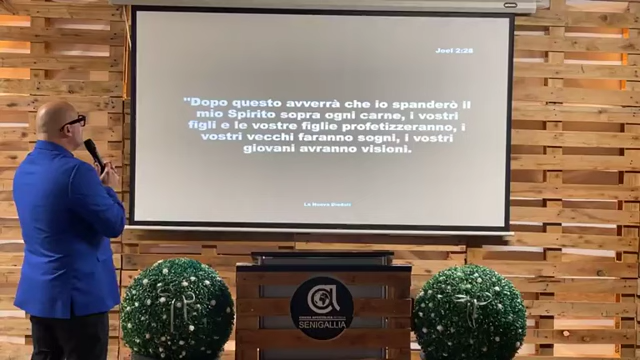 Joel 2:28
"Dopo questo avverrà che io spanderò il
mio Spirito sopra ogni carne, i vostri
figli e le vostre figlie profetizzeranno, i
vostri vecchi faranno sogni, i vostri
giovani avranno visioni.
La Nuova Diodati
SENIGALLIA